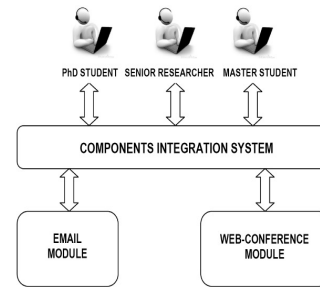 PhD STUDENT SENIOR RESEARCHER MASTER STUDENT
COMPONENTS INTEGRATION SYSTEM
EMAIL
MODULE
WEB-CONFERENCE
MODULE